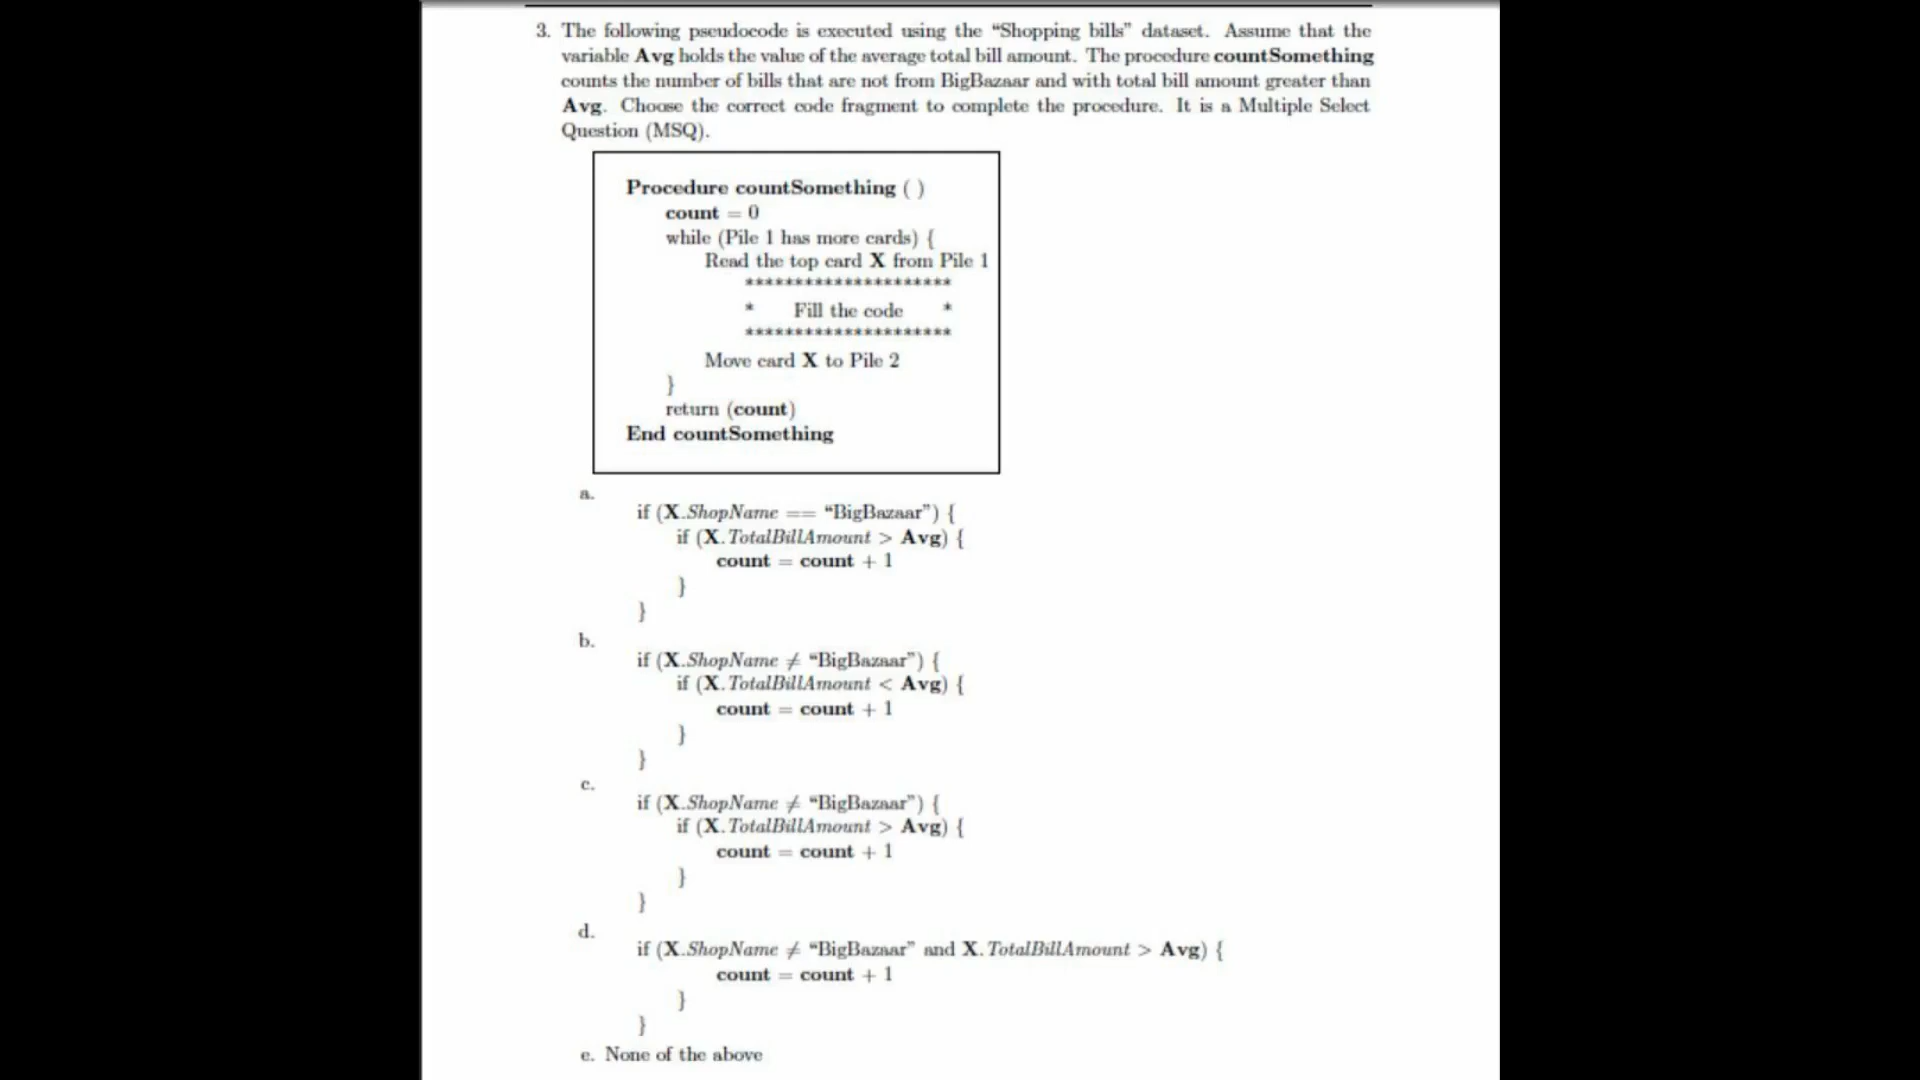 3. The following pseudocode is executed using the “Shopping bills” dataset. Assume that the
variable Avg holds the value of the average total bill amount. The procedure countSomething
counts the number of bills that are not from BigBazaar and with total bill amount greater than
Avg. Choose the correct code fragment to complete the procedure. It is a Multiple Select
Question (MSQ).
Procedure countSomething ( )
count = 0
while (Pile 1 has more cards) {
Read the top card X from Pile 1
*********************
* Fill the code *
*********************
Move card X to Pile 2
}
return (count)
End countSomething
a.
if (X.ShopName == “BigBazaar”) {
if (X.TotalBillAmount > Avg) {
count = count + 1
}
}
b.
if (X.ShopName ≠ “BigBazaar”) {
if (X.TotalBillAmount < Avg) {
count = count + 1
}
}
c.
if (X.ShopName ≠ “BigBazaar”) {
if (X.TotalBillAmount > Avg) {
count = count + 1
}
}
d.
if (X.ShopName ≠ “BigBazaar” and X.TotalBillAmount > Avg) {
count = count + 1
}
}
e. None of the above